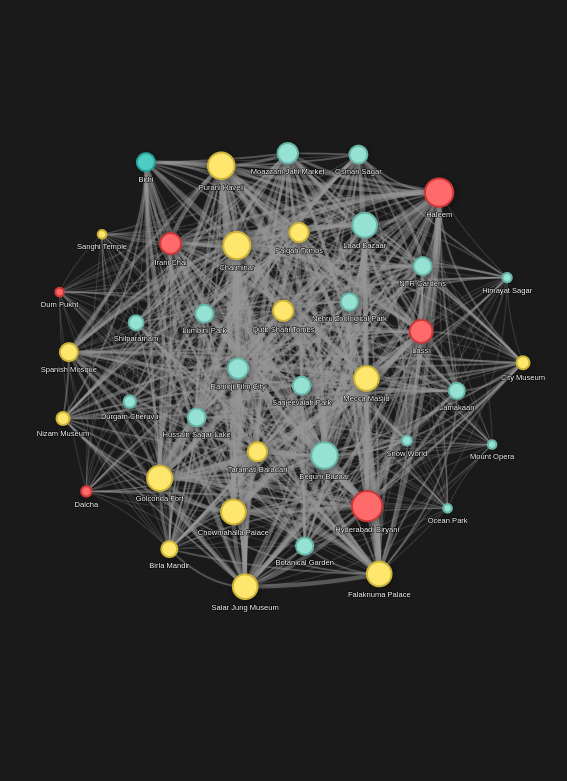 Bidri
Purani Haveli
Moazzam Jahi Market
Osman Sagar
Haleem
Sanghi Temple
Irani Chai
Charminar
Paigah Tombs
Laad Bazaar
NTR Gardens
Himayat Sagar
Dum Pukht
Shilparamam
Lumbini Park
Qutb Shahi Tombs
Nehru Zoological Park
Lassi
Spanish Mosque
Ramoji Film City
Sanjeevaiah Park
Mecca Masjid
City Museum
Lamakaan
Durgam Cheruvu
Nizam Museum
Hussain Sagar Lake
Taramati Baradari
Snow World
Mount Opera
Begum Bazaar
Golconda Fort
Dalcha
Chowmahalla Palace
Hyderabadi Biryani
Ocean Park
Birla Mandir
Botanical Garden
Salar Jung Museum
Falaknuma Palace